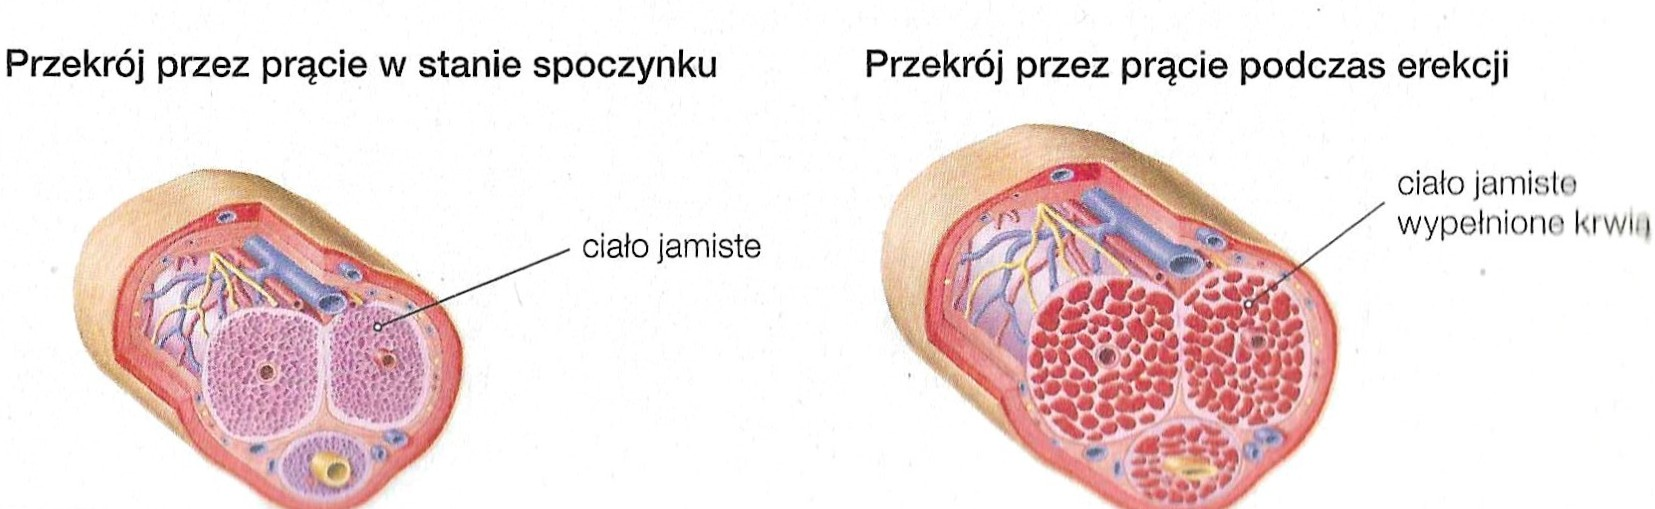 Przekrój przez prącie w stanie spoczynku
Przekrój przez prącie podczas erekcji
ciało jamiste
ciało jamiste
wypełnione krwią